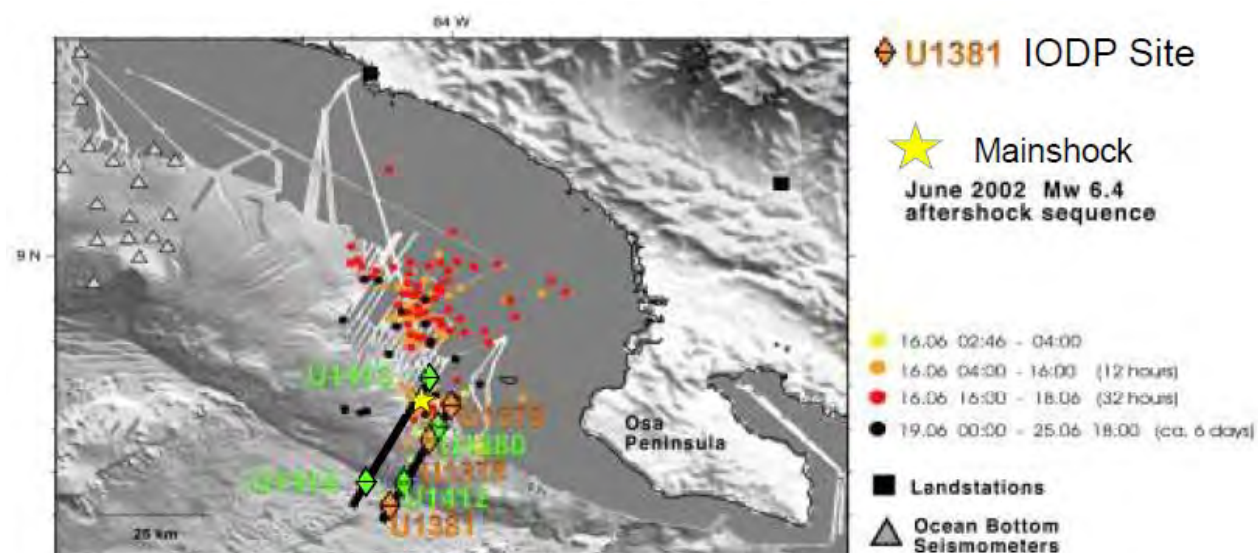 84 W
U1381 IODP Site
Mainshock
June 2002 Mw 6.4
aftershock sequence
9 N
16.06 02:46 - 04:00
16.06 04:00 - 16:00 (12 hours)
16.06 16:00 - 18.06 (32 hours)
19.06 00:00 - 25.06 18:00 (ca. 6 days)
Osa
Peninsula
U1412
U1381
25 km
Landstations
Ocean Bottom
Seismometers